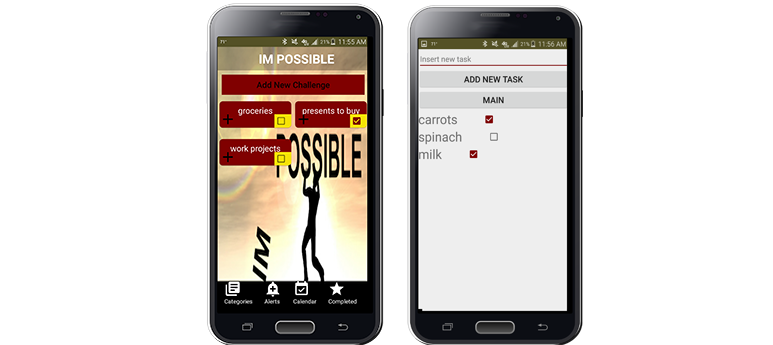 71° 21% 11:55 AM
IM POSSIBLE
Add New Challenge
groceries
presents to buy
work projects
POSSIBLE
IM
Categories Alerts Calendar Completed
71° 21% 11:56 AM
Insert new task
ADD NEW TASK
MAIN
carrots
spinach
milk